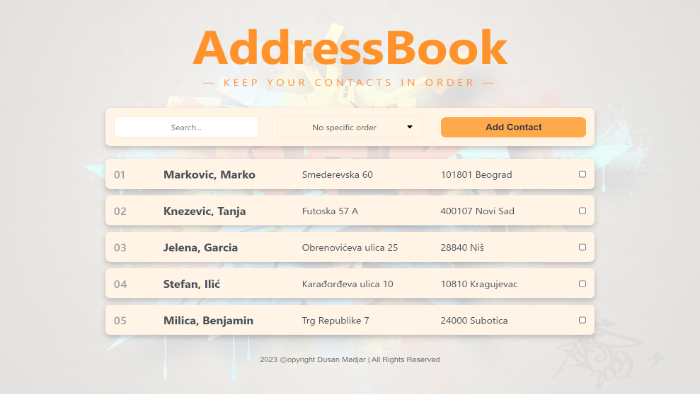 AddressBook
— KEEP YOUR CONTACTS IN ORDER —
Search... No specific order Add Contact
01 Markovic, Marko Smederevska 60 101801 Beograd
02 Knezevic, Tanja Futoska 57 A 400107 Novi Sad
03 Jelena, Garcia Obrenovićeva ulica 25 28840 Niš
04 Stefan, Ilić Karađorđeva ulica 10 10810 Kragujevac
05 Milica, Benjamin Trg Republike 7 24000 Subotica
2023 ©opyright Dusan Madjar | All Rights Reserved